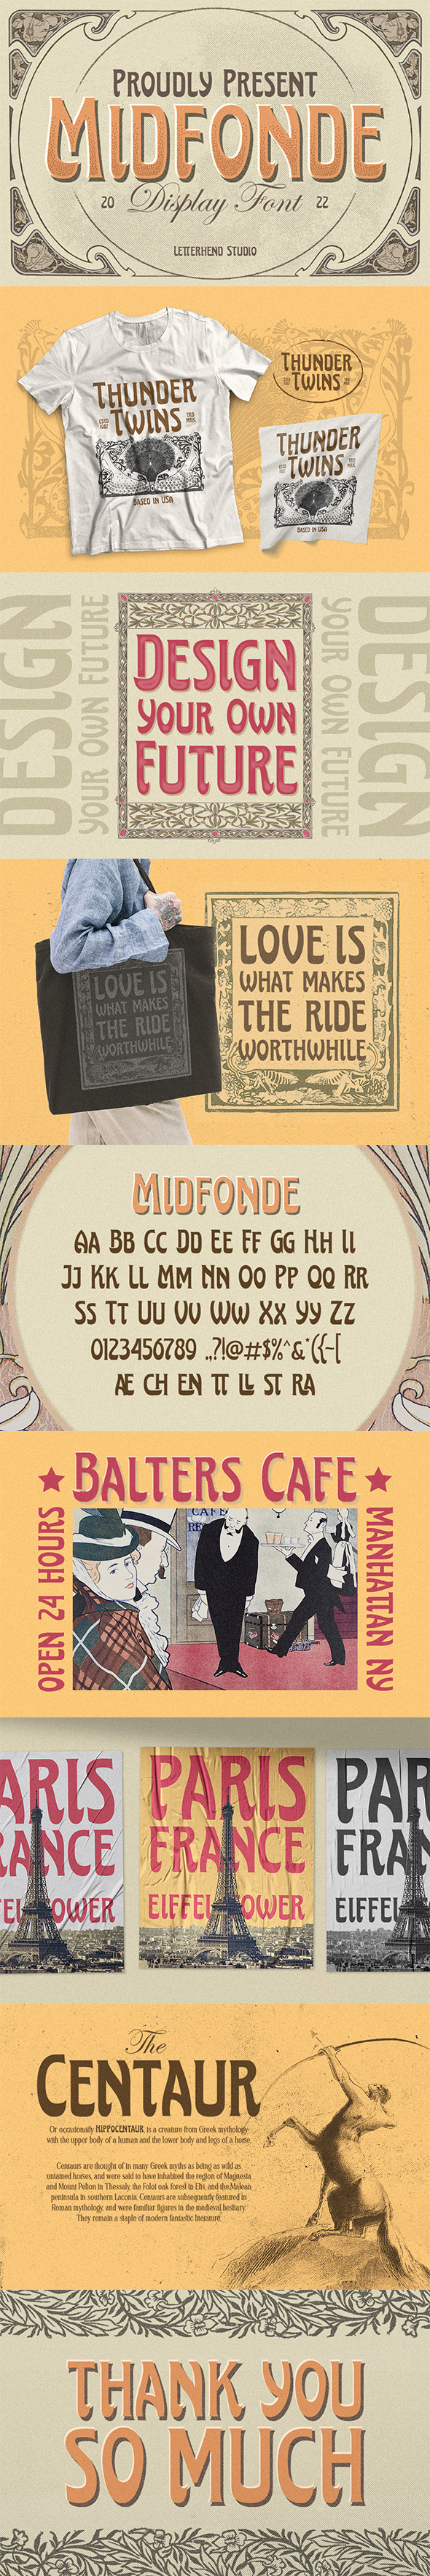 PROUDLY PRESENT
MIDFONDE
20 Display Font 22
LETTERHEND STUDIO
THUNDER
TWINS
ESTD
TRD
MRK.
BASED IN USA
THUNDER
TWINS
THUNDER
TWINS
BASED IN USA
DESIGN
YOUR OWN FUTURE
DESIGN
YOUR OWN
FUTURE
YOUR OWN FUTURE
DESIGN
LOVE IS
WHAT MAKES
THE RIDE
WORTHWHILE
LOVE IS
WHAT MAKES
THE RIDE
WORTHWHILE
MIDFONDE
Aa Bb Cc Dd Ee Ff Gg Hh Ii
Jj Kk Ll Mm Nn Oo Pp Qq Rr
Ss Tt Uu Vv Ww Xx Yy Zz
0123456789 .,?!@#$%^&*({~[
Æ CH EN TT LL ST RA
★ BALTERS CAFE ★
OPEN 24 HOURS
CAFE
MANHATTAN NY
ARIS
RANCE
OWER
PARIS
FRANCE
EIFFEL TOWER
PAR
FRAN
EIFFEL
The
CENTAUR
Or occasionally HIPPOCENTAUR, is a creature from Greek mythology
with the upper body of a human and the lower body and legs of a horse.
Centaurs are thought of in many Greek myths as being as wild as
untamed horses, and were said to have inhabited the region of Magnesia
and Mount Pelion in Thessaly, the Foloi oak forest in Elis, and the Malean
peninsula in southern Laconia. Centaurs are subsequently featured in
Roman mythology, and were familiar figures in the medieval bestiary.
They remain a staple of modern fantastic literature.
THANK YOU
SO MUCH